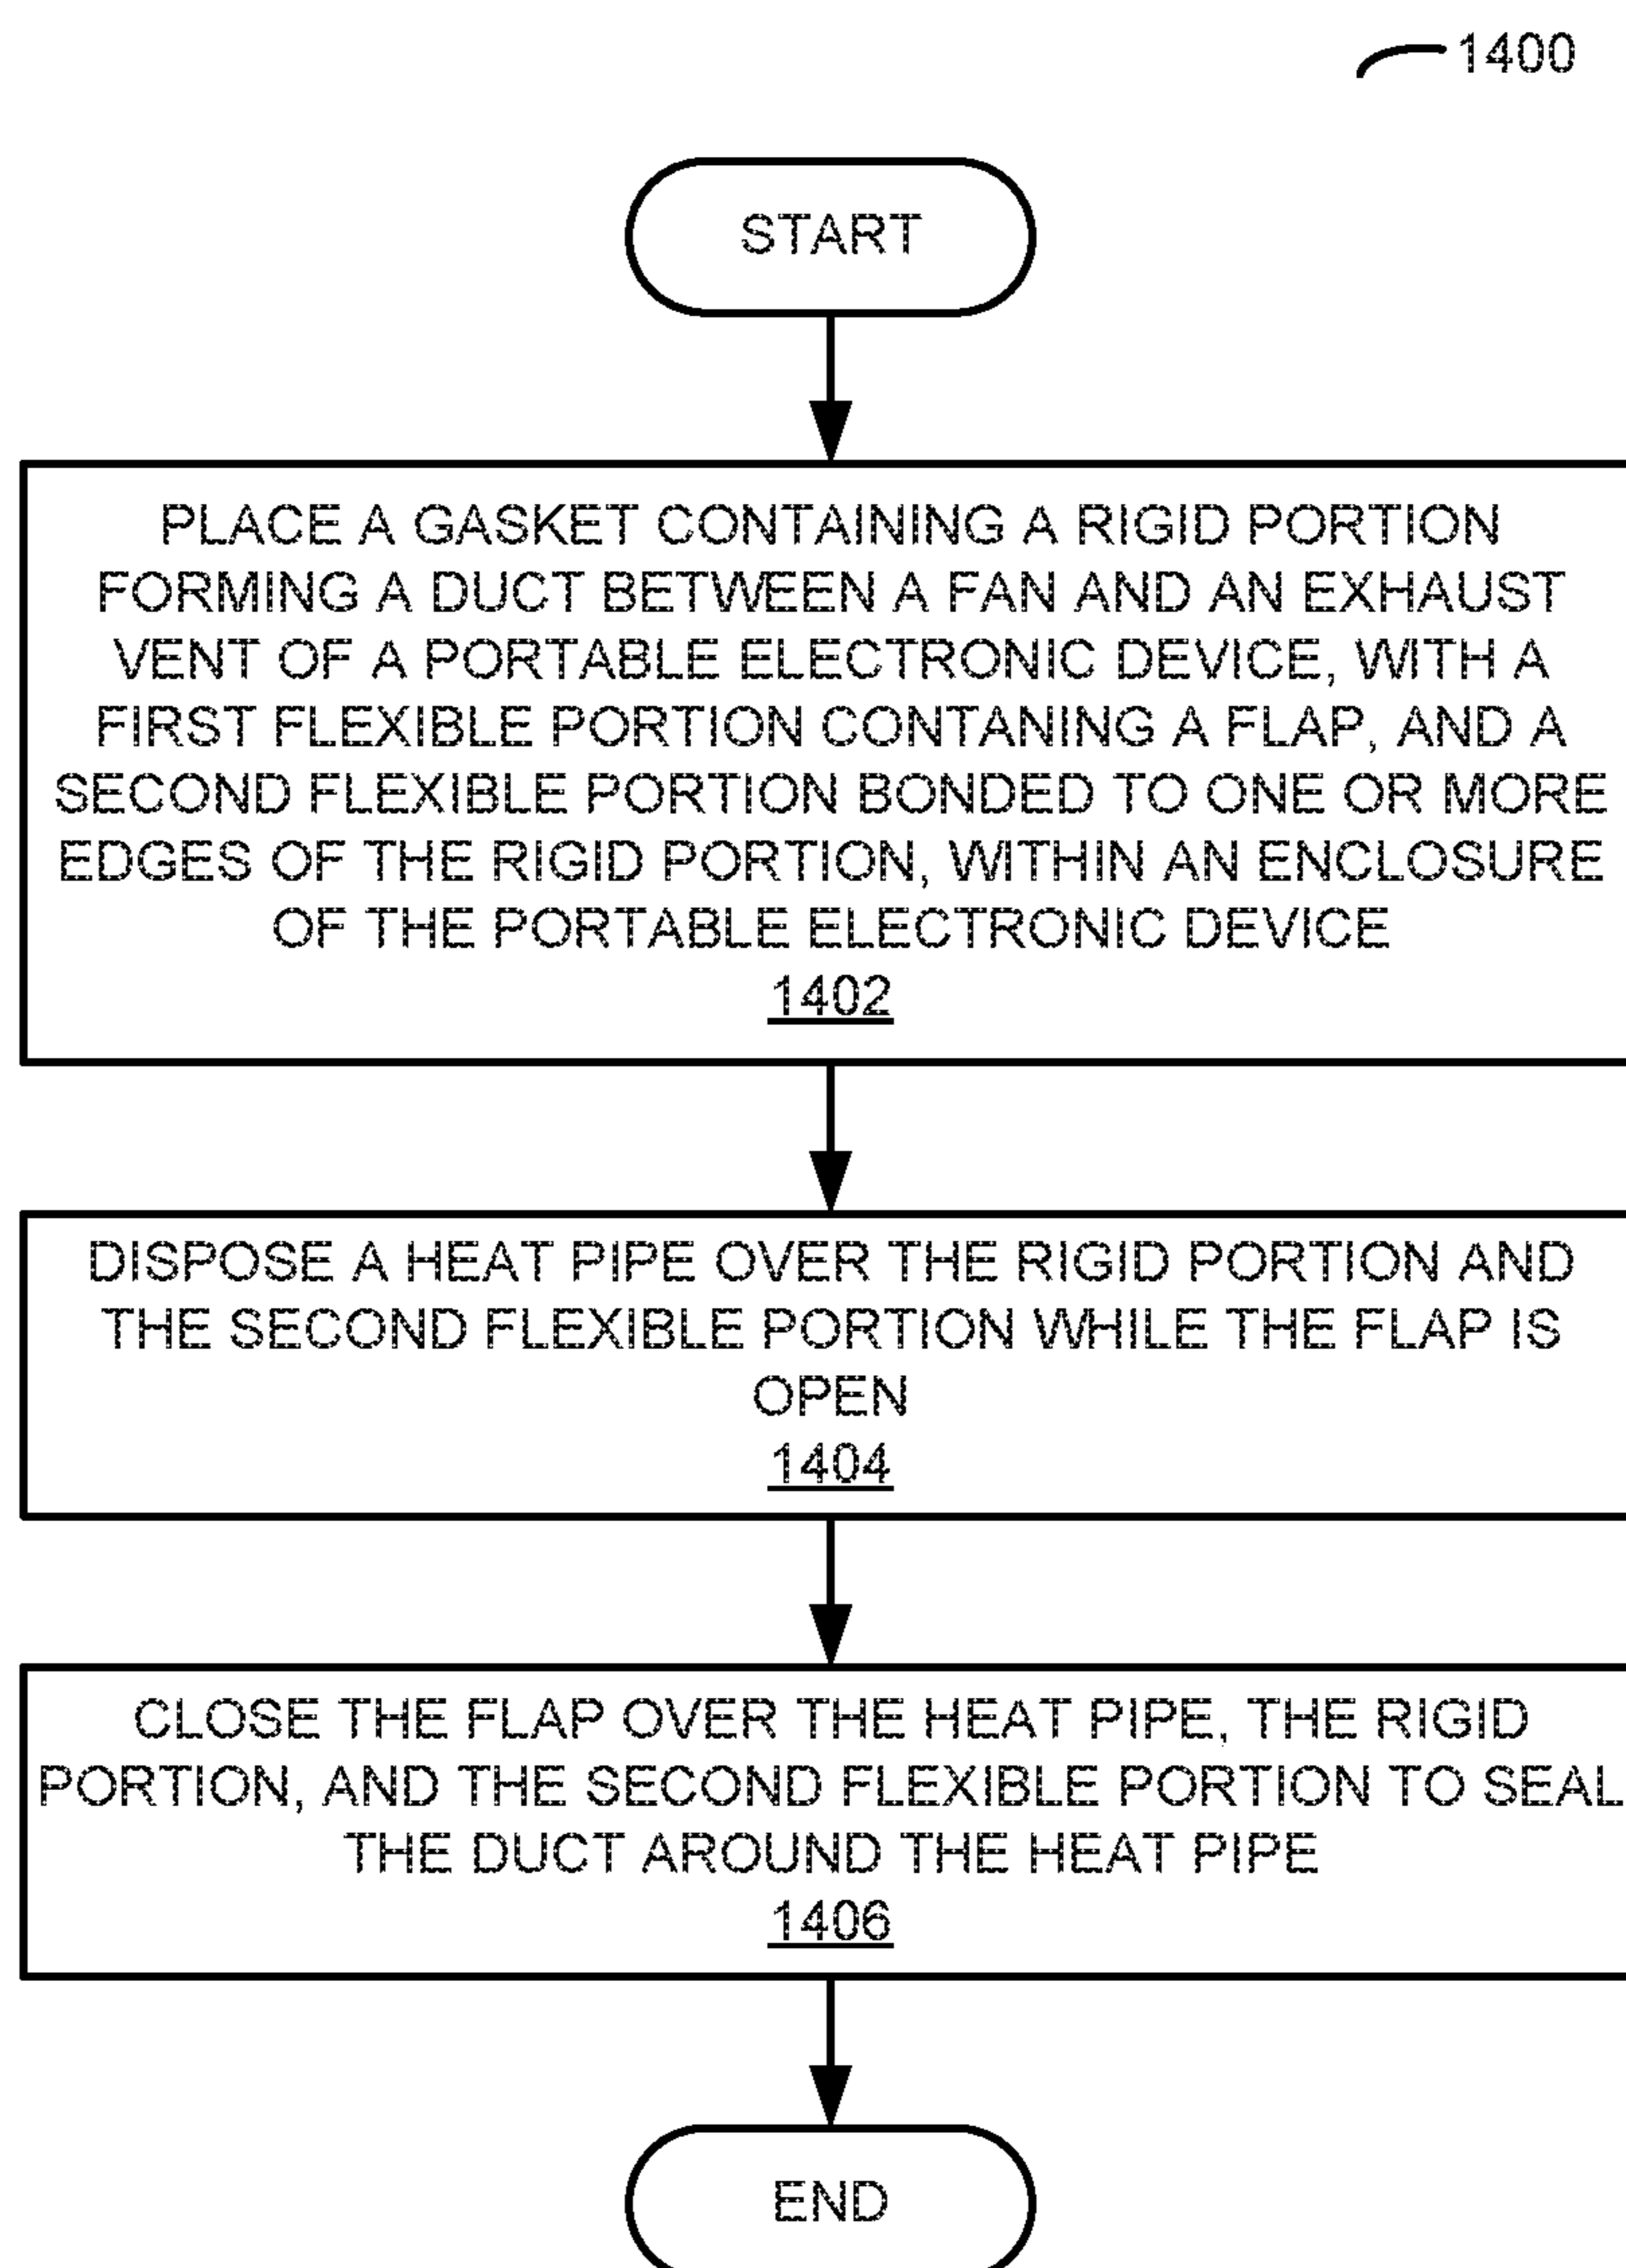 1400
START
PLACE A GASKET CONTAINING A RIGID PORTION
FORMING A DUCT BETWEEN A FAN AND AN EXHAUST
VENT OF A PORTABLE ELECTRONIC DEVICE, WITH A
FIRST FLEXIBLE PORTION CONTANING A FLAP, AND A
SECOND FLEXIBLE PORTION BONDED TO ONE OR MORE
EDGES OF THE RIGID PORTION, WITHIN AN ENCLOSURE
OF THE PORTABLE ELECTRONIC DEVICE
1402
DISPOSE A HEAT PIPE OVER THE RIGID PORTION AND
THE SECOND FLEXIBLE PORTION WHILE THE FLAP IS
OPEN
1404
CLOSE THE FLAP OVER THE HEAT PIPE, THE RIGID
PORTION, AND THE SECOND FLEXIBLE PORTION TO SEAL
THE DUCT AROUND THE HEAT PIPE
1406
END